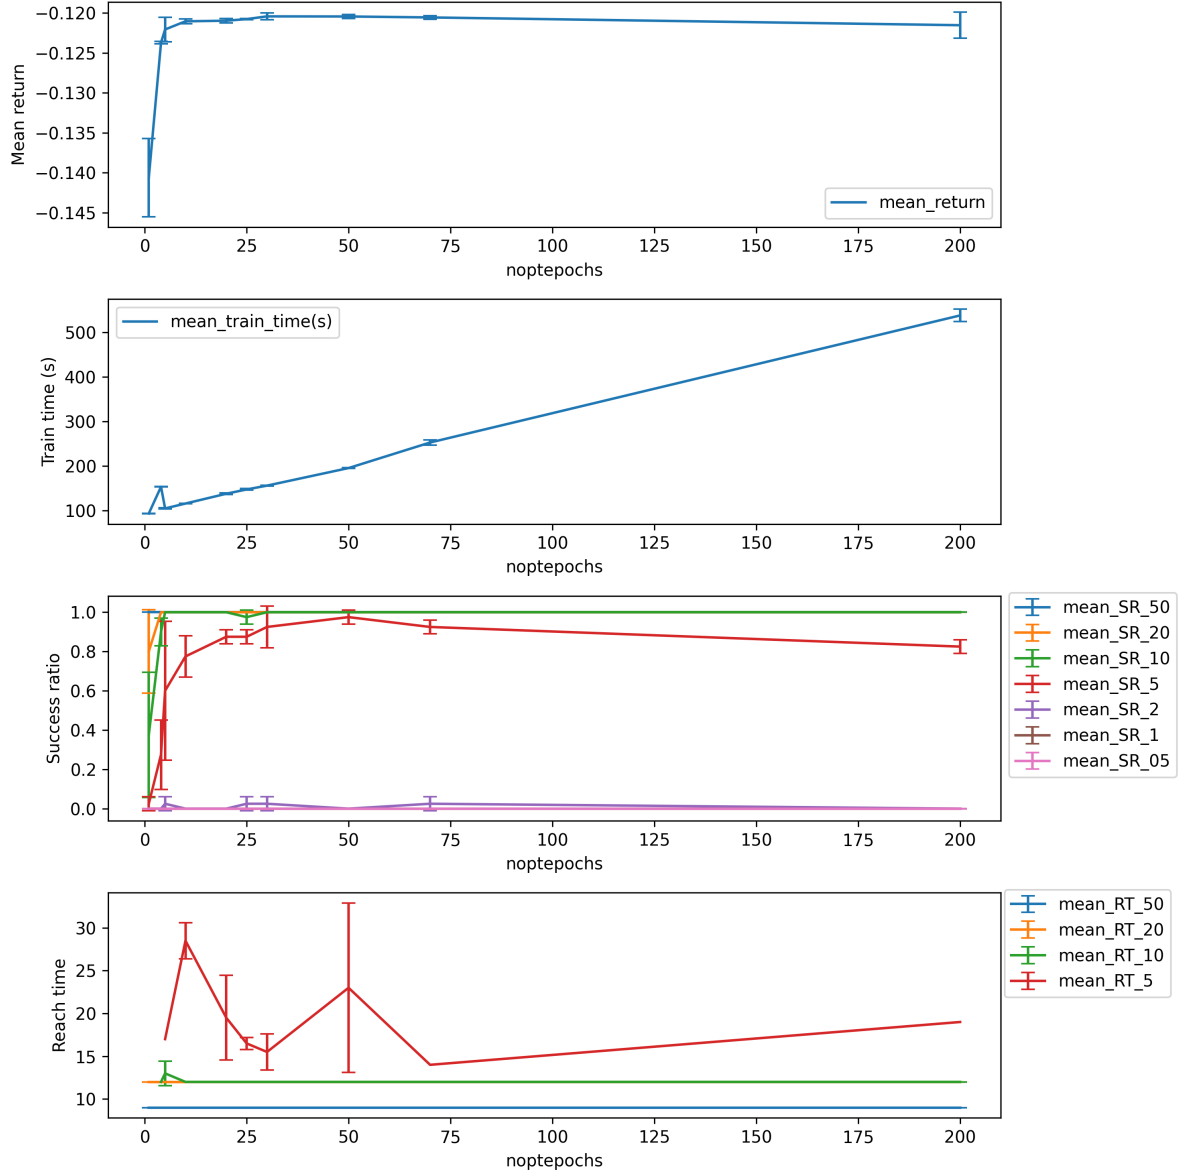 −0.120
−0.125
−0.130
−0.135
−0.140
−0.145
Mean return
mean_return
0 25 50 75 100 125 150 175 200
noptepochs
500
400
300
200
100
Train time (s)
mean_train_time(s)
0 25 50 75 100 125 150 175 200
noptepochs
1.0
0.8
0.6
0.4
0.2
0.0
Success ratio
mean_SR_50
mean_SR_20
mean_SR_10
mean_SR_5
mean_SR_2
mean_SR_1
mean_SR_05
0 25 50 75 100 125 150 175 200
noptepochs
30
25
20
15
10
Reach time
mean_RT_50
mean_RT_20
mean_RT_10
mean_RT_5
0 25 50 75 100 125 150 175 200
noptepochs